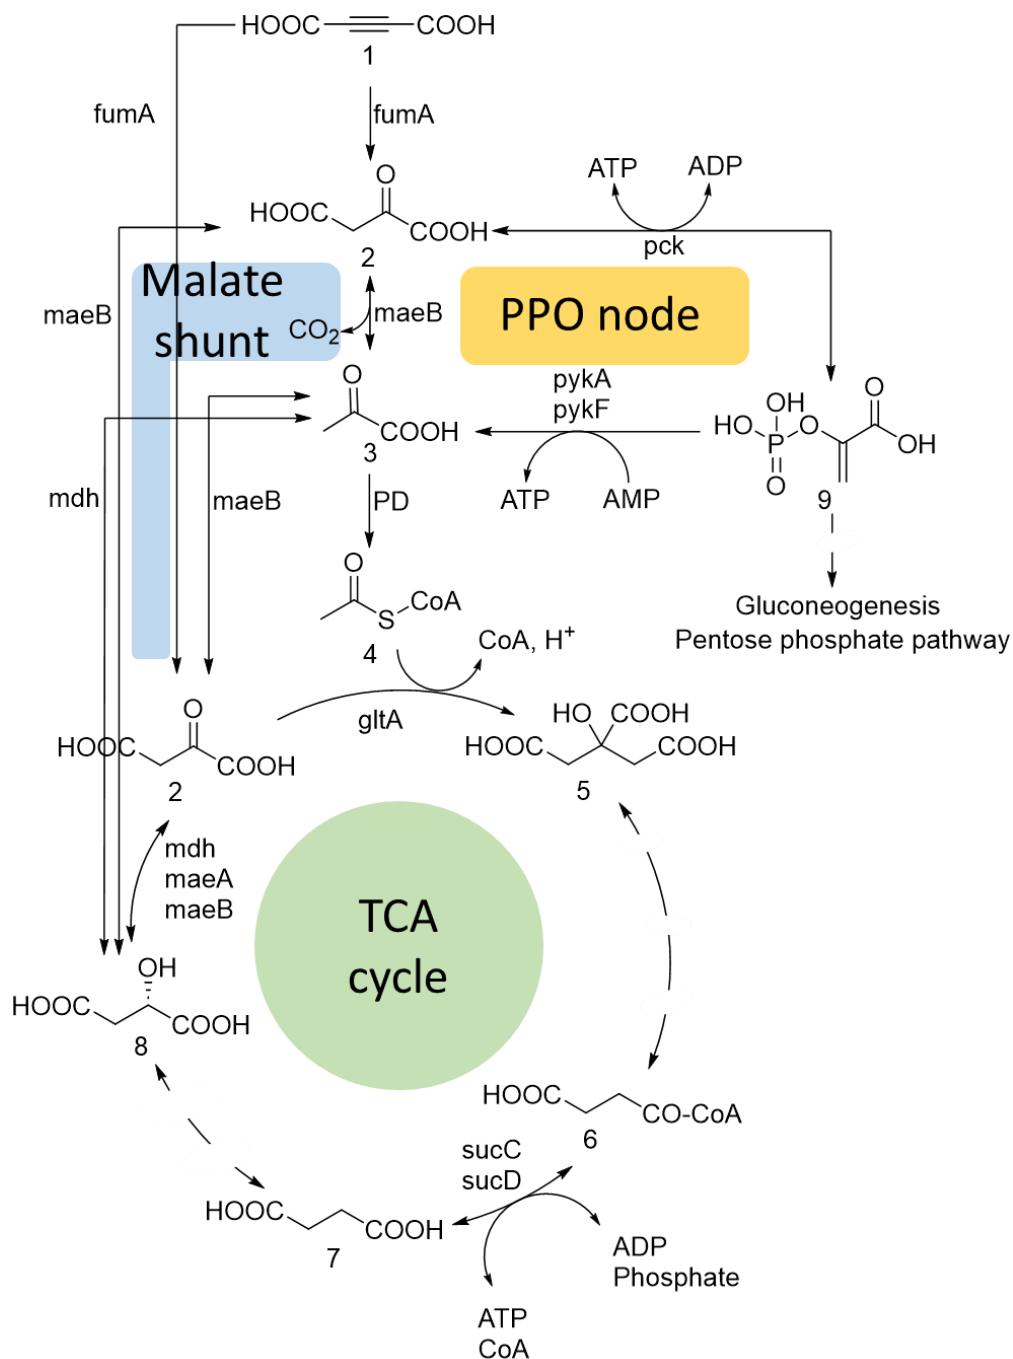 HOOC COOH
1
fumA
fumA
O
HOOC
COOH
2
ATP
ADP
pck
Malate
shunt
maeB
CO2
maeB
PPO node
O
COOH
3
pykA
pykF
ATP
AMP
OH
HO
P
O
O
O
OH
9
mdh
maeB
PD
O
S
CoA
4
Gluconeogenesis
Pentose phosphate pathway
CoA, H+
gltA
O
HOOC
COOH
2
HO
COOH
HOOC
COOH
5
mdh
maeA
maeB
TCA
cycle
OH
HOOC
COOH
8
HOOC
CO-CoA
6
sucC
sucD
HOOC
COOH
7
ADP
Phosphate
ATP
CoA